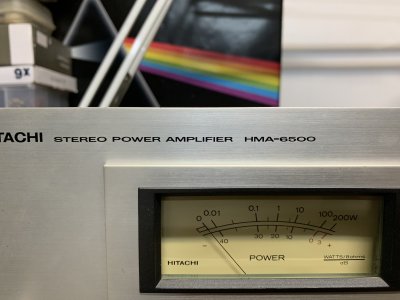 9x
TACHI STEREO POWER AMPLIFIER HMA-6500
0 0.01 0.1 1 10 100 200W
- 40 30 20 10 0 3 +
HITACHI POWER WATTS/8ohms
dB